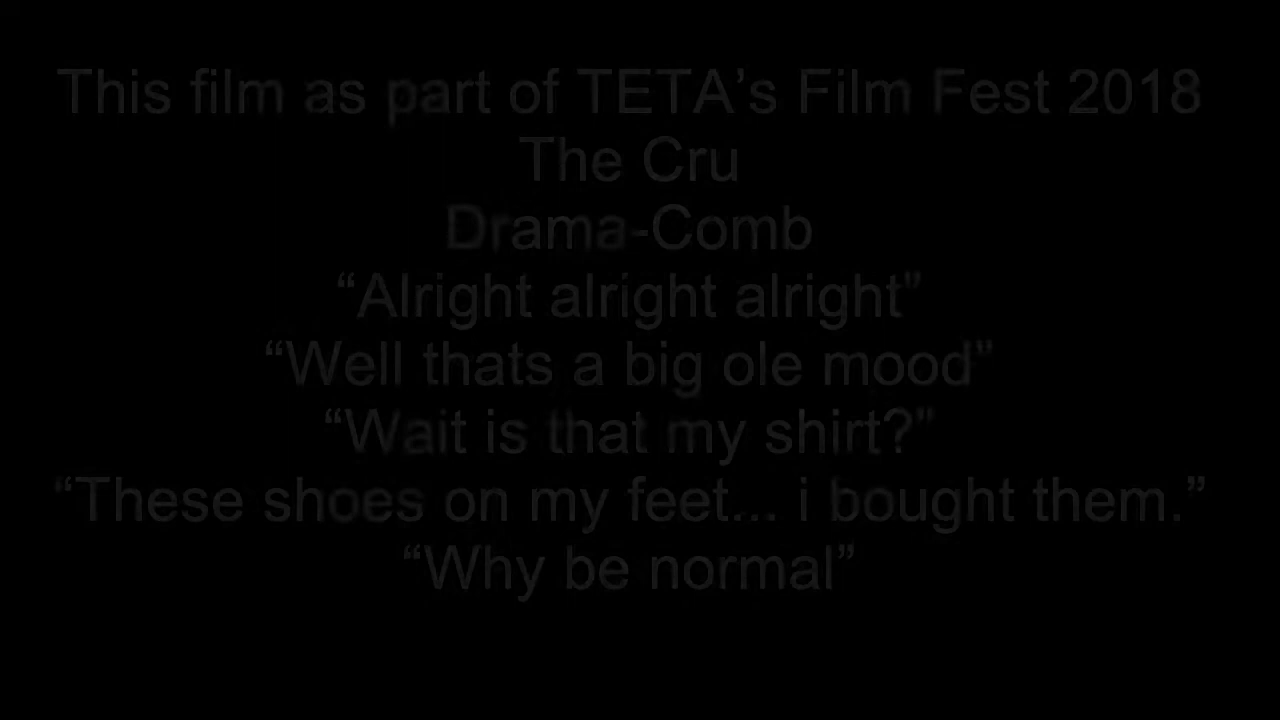 This film as part of TETA’s Film Fest 2018
The Cru
Drama-Comb
“Alright alright alright”
“Well thats a big ole mood”
“Wait is that my shirt?”
“These shoes on my feet... i bought them.”
“Why be normal”